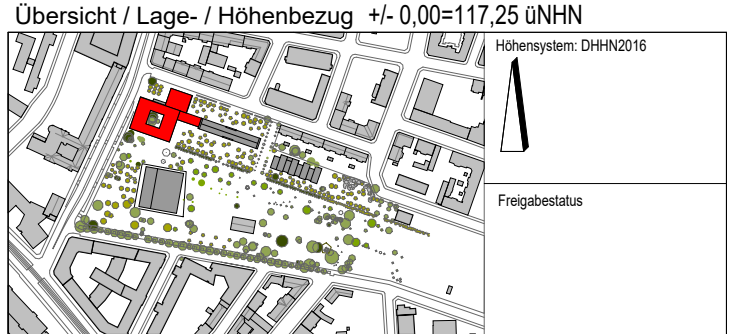 Übersicht / Lage- / Höhenbezug +/- 0,00=117,25 üNHN
Höhensystem: DHHN2016
Freigabestatus